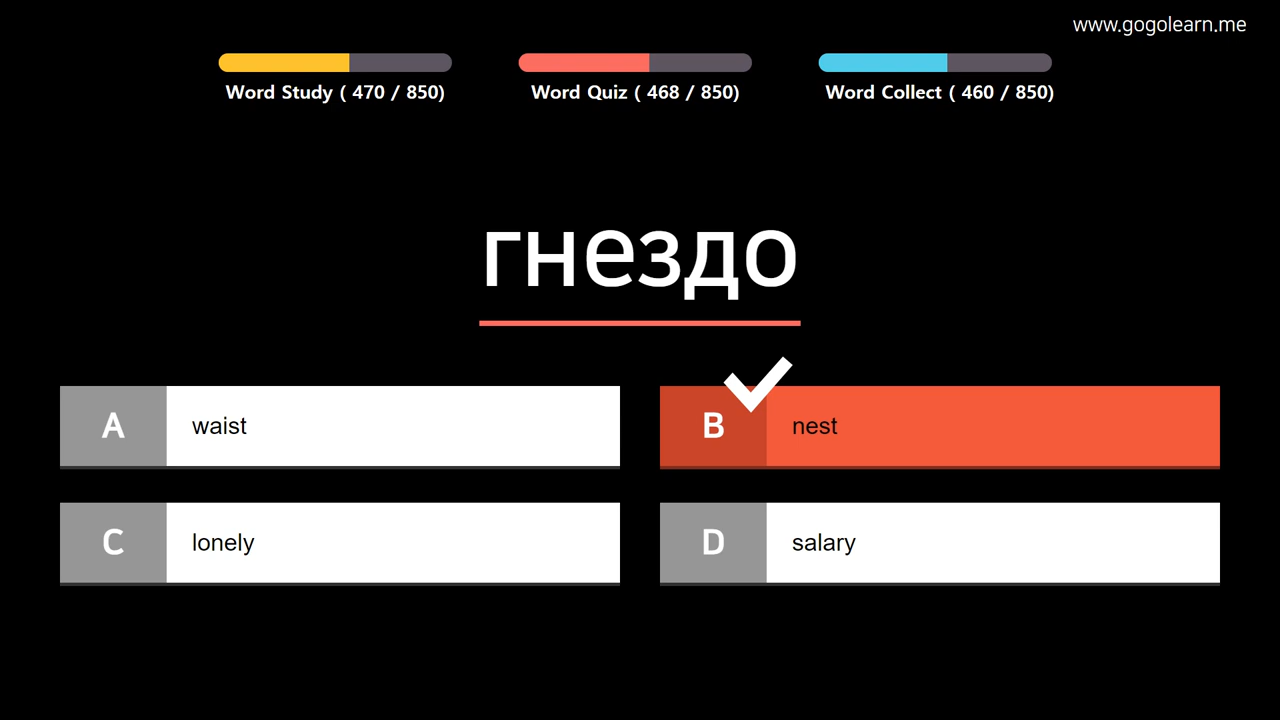 www.gogolearn.me
Word Study ( 470 / 850)
Word Quiz ( 468 / 850)
Word Collect ( 460 / 850)
гнездо
A waist
B nest
C lonely
D salary